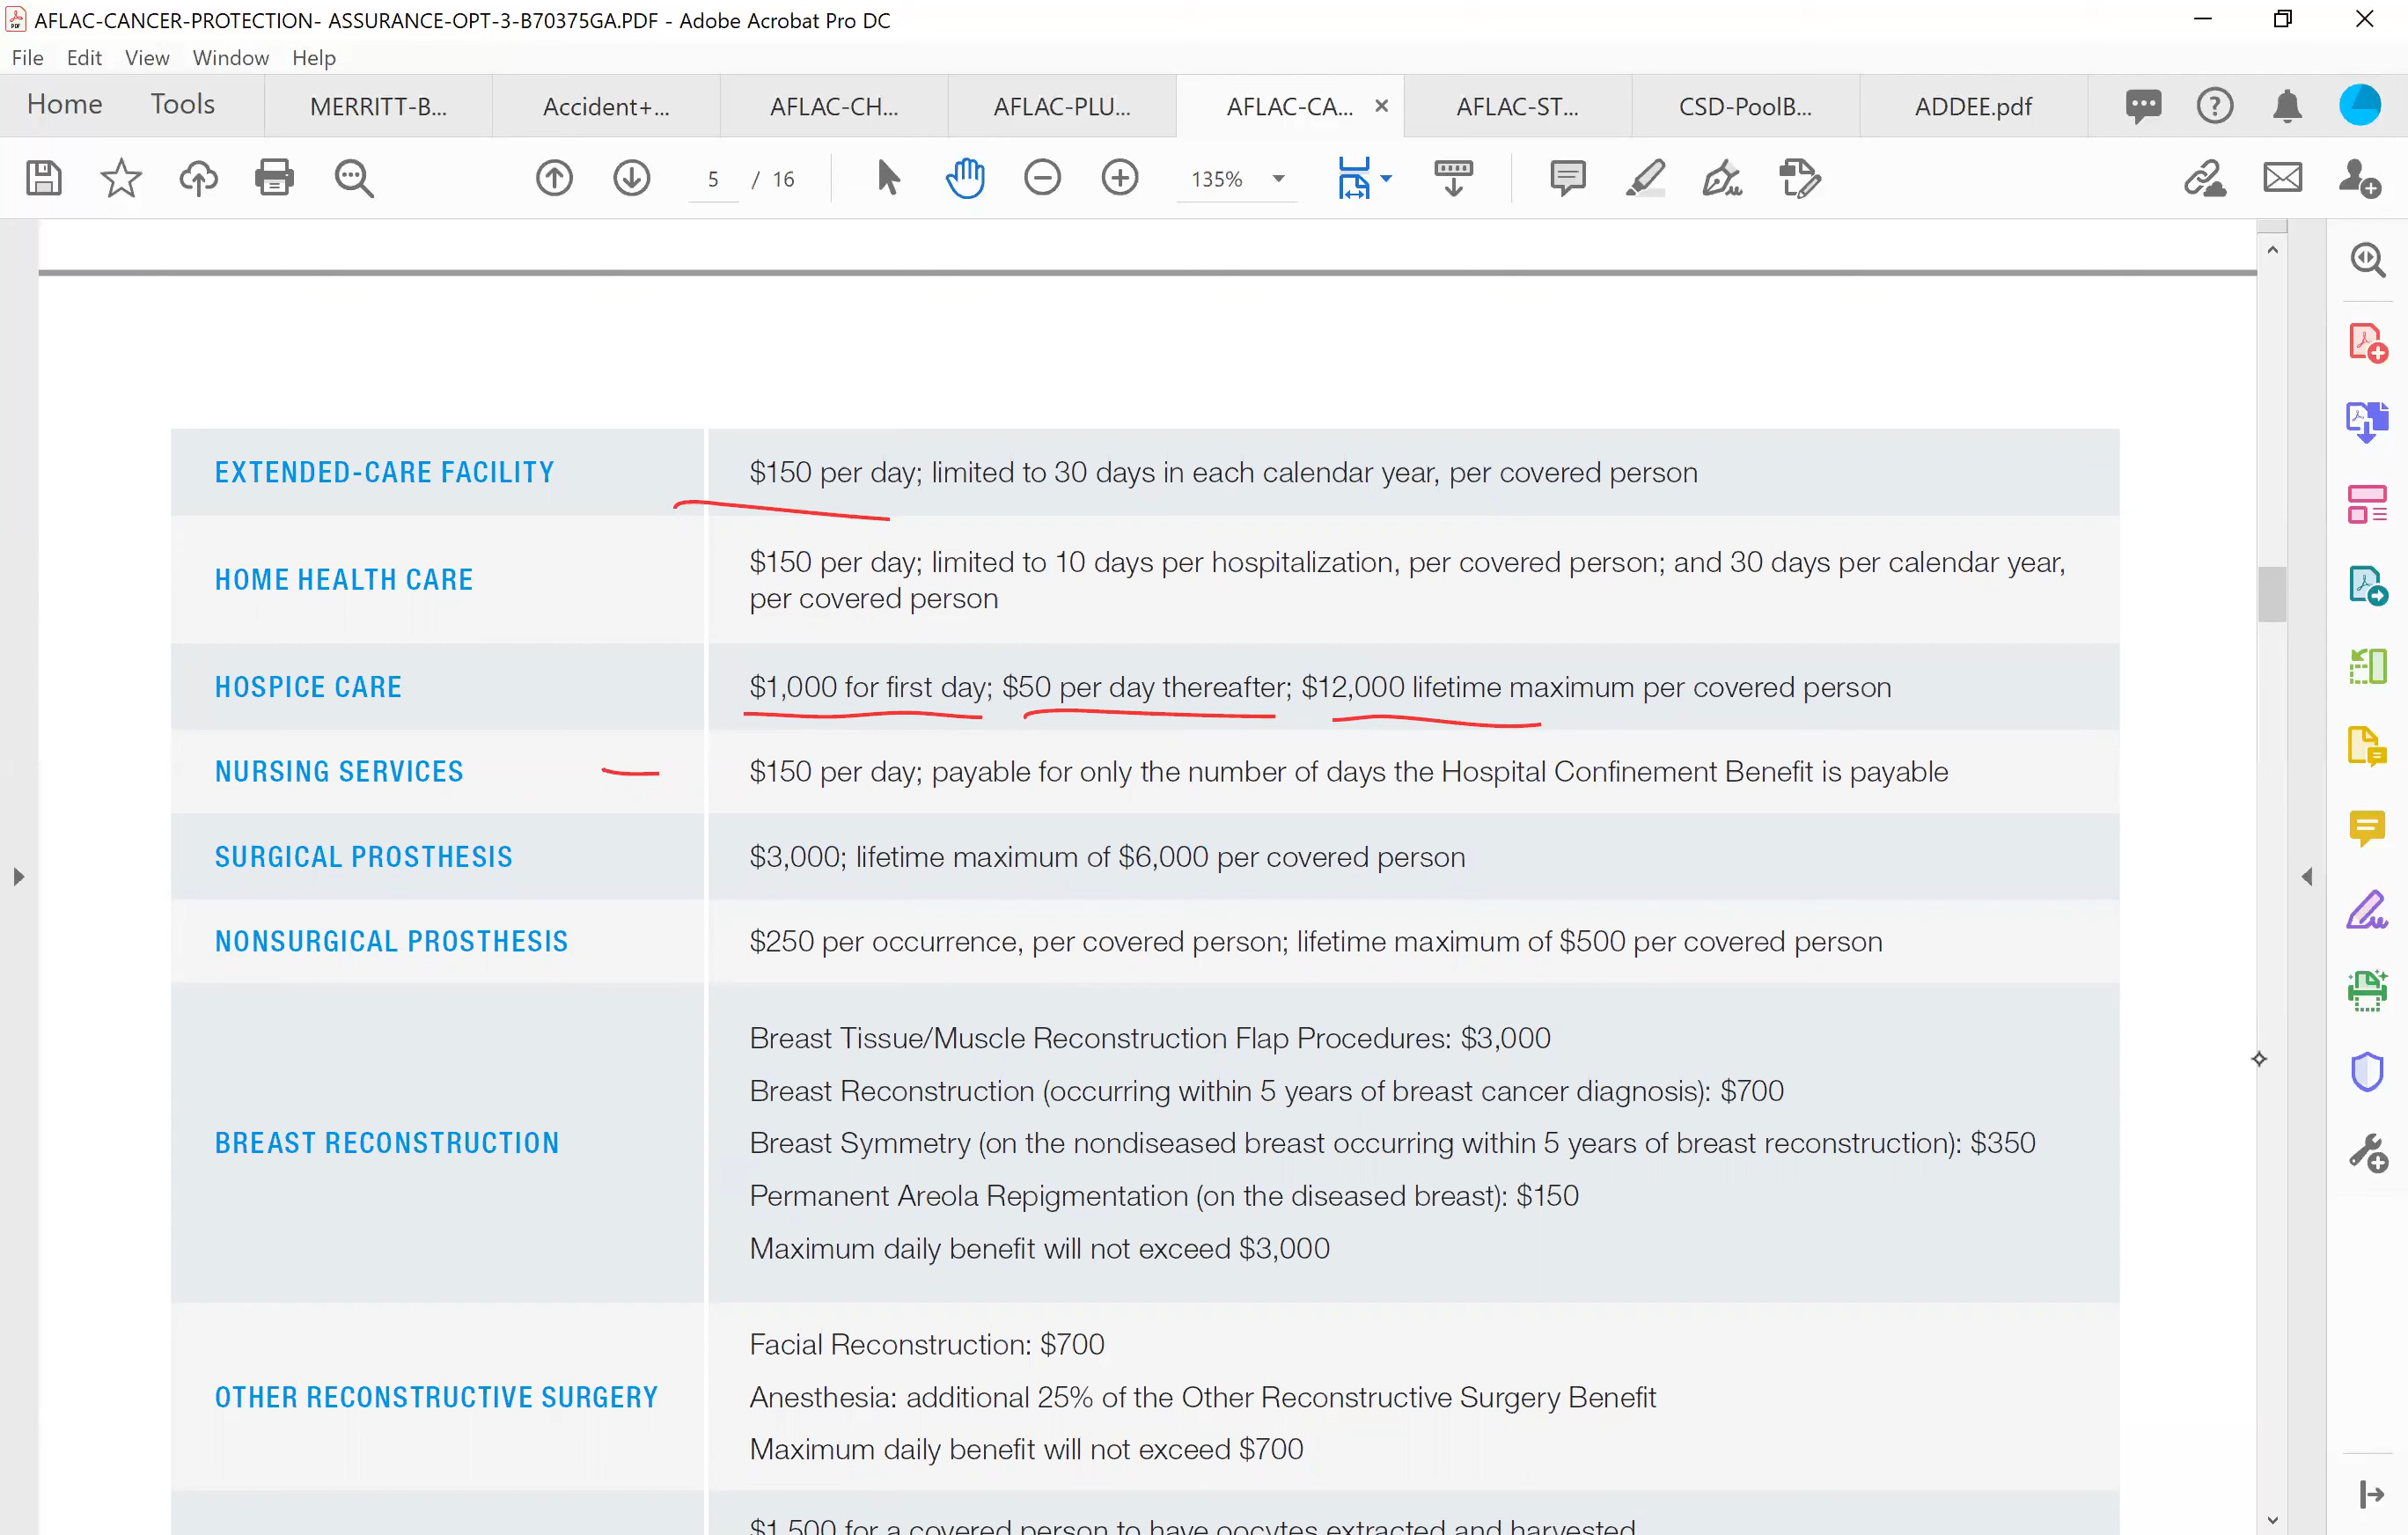 AFLAC-CANCER-PROTECTION- ASSURANCE-OPT-3-B70375GA.PDF - Adobe Acrobat Pro DC
File Edit View Window Help
Home Tools MERRITT-B... Accident+... AFLAC-CH... AFLAC-PLU... AFLAC-CA... AFLAC-ST... CSD-PoolB... ADDEE.pdf
5 / 16 135%
EXTENDED-CARE FACILITY
$150 per day; limited to 30 days in each calendar year, per covered person
HOME HEALTH CARE
$150 per day; limited to 10 days per hospitalization, per covered person; and 30 days per calendar year,
per covered person
HOSPICE CARE
$1,000 for first day; $50 per day thereafter; $12,000 lifetime maximum per covered person
NURSING SERVICES
$150 per day; payable for only the number of days the Hospital Confinement Benefit is payable
SURGICAL PROSTHESIS
$3,000; lifetime maximum of $6,000 per covered person
NONSURGICAL PROSTHESIS
$250 per occurrence, per covered person; lifetime maximum of $500 per covered person
BREAST RECONSTRUCTION
Breast Tissue/Muscle Reconstruction Flap Procedures: $3,000
Breast Reconstruction (occurring within 5 years of breast cancer diagnosis): $700
Breast Symmetry (on the nondiseased breast occurring within 5 years of breast reconstruction): $350
Permanent Areola Repigmentation (on the diseased breast): $150
Maximum daily benefit will not exceed $3,000
OTHER RECONSTRUCTIVE SURGERY
Facial Reconstruction: $700
Anesthesia: additional 25% of the Other Reconstructive Surgery Benefit
Maximum daily benefit will not exceed $700
$1,500 for a covered person to have oocytes extracted and harvested